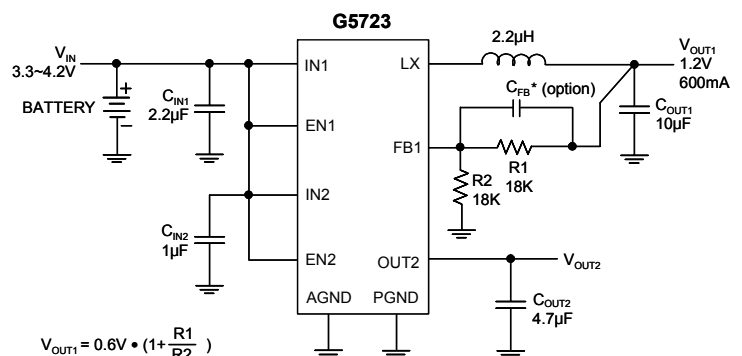 G5723
V_IN
3.3~4.2V
BATTERY
+
−
C_IN1
2.2µF
C_IN2
1µF
IN1
EN1
IN2
EN2
AGND
PGND
LX
FB1
OUT2
2.2µH
C_FB* (option)
R1
18K
R2
18K
V_OUT1
1.2V
600mA
C_OUT1
10µF
V_OUT2
C_OUT2
4.7µF
V_OUT1 = 0.6V • (1+ R1/R2 )